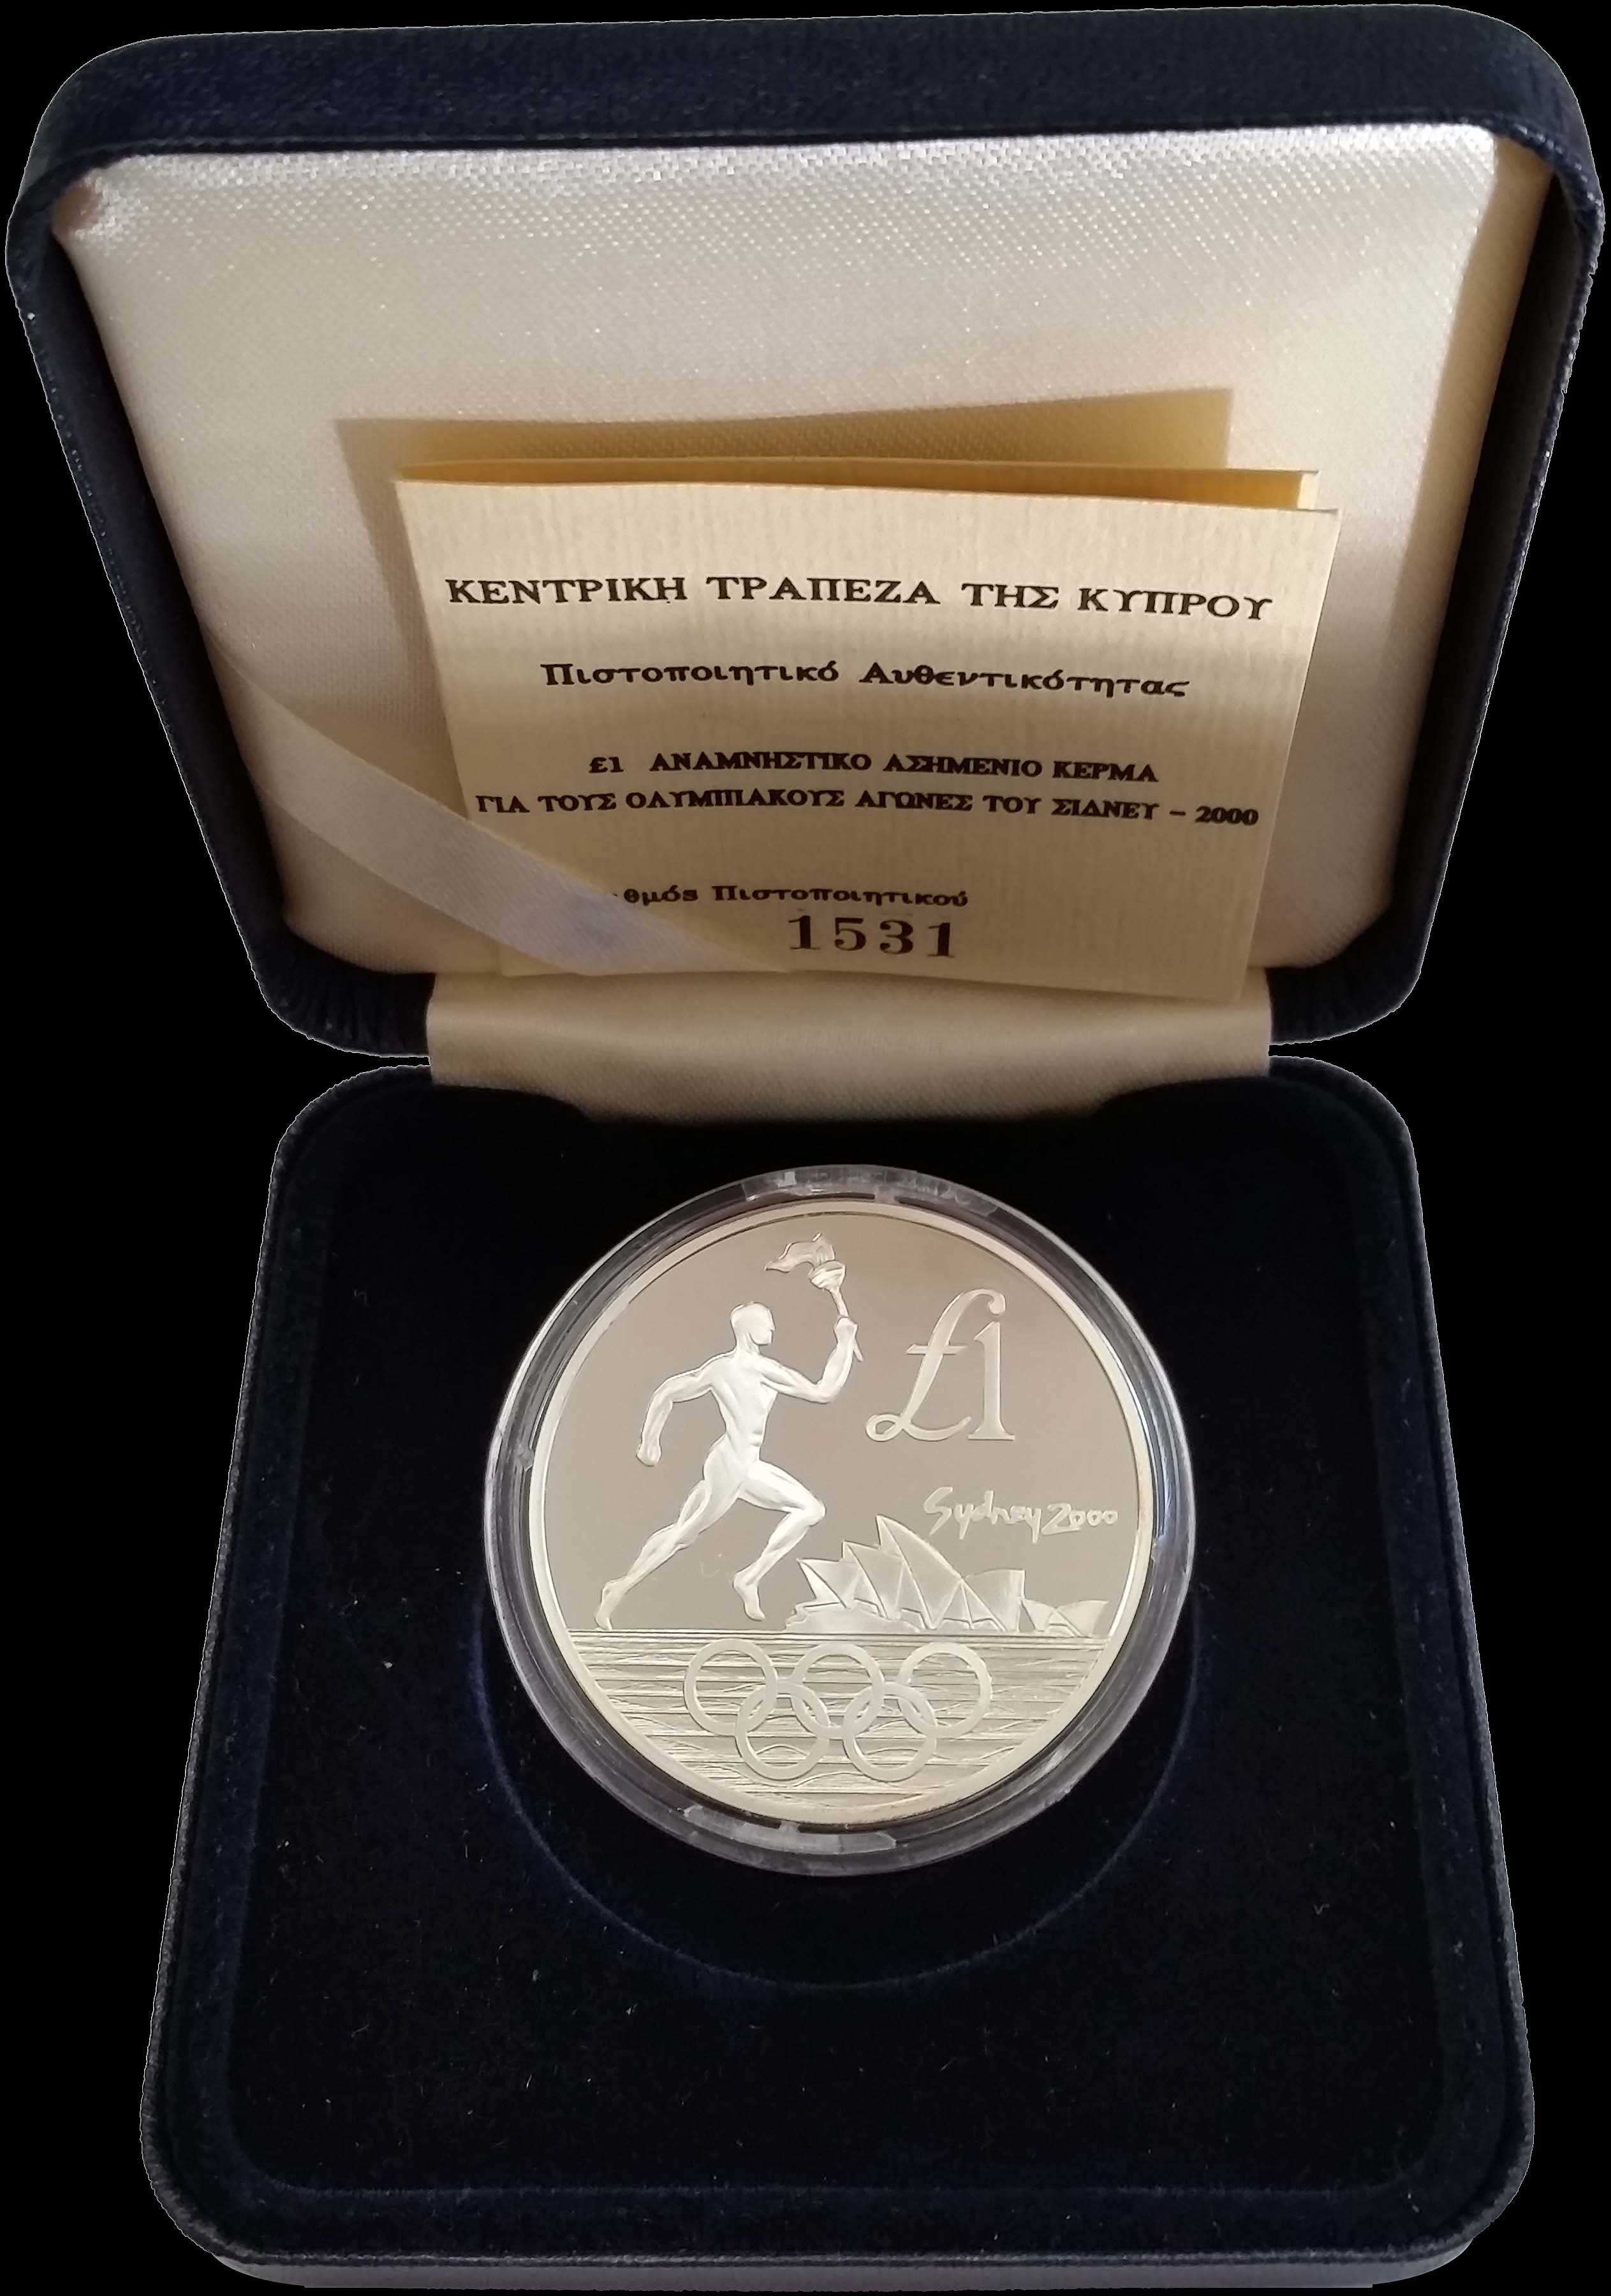 ΚΕΝΤΡΙΚΗ ΤΡΑΠΕΖΑ ΤΗΣ ΚΥΠΡΟΥ
Πιστοποιητικό Αυθεντικότητας
£1 ΑΝΑΜΝΗΣΤΙΚΟ ΑΣΗΜΕΝΙΟ ΚΕΡΜΑ
ΓΙΑ ΤΟΥΣ ΟΛΥΜΠΙΑΚΟΥΣ ΑΓΩΝΕΣ ΤΟΥ ΣΙΔΝΕΥ – 2000
Πιστοποιητικού
1531
£1
Sydney 2000